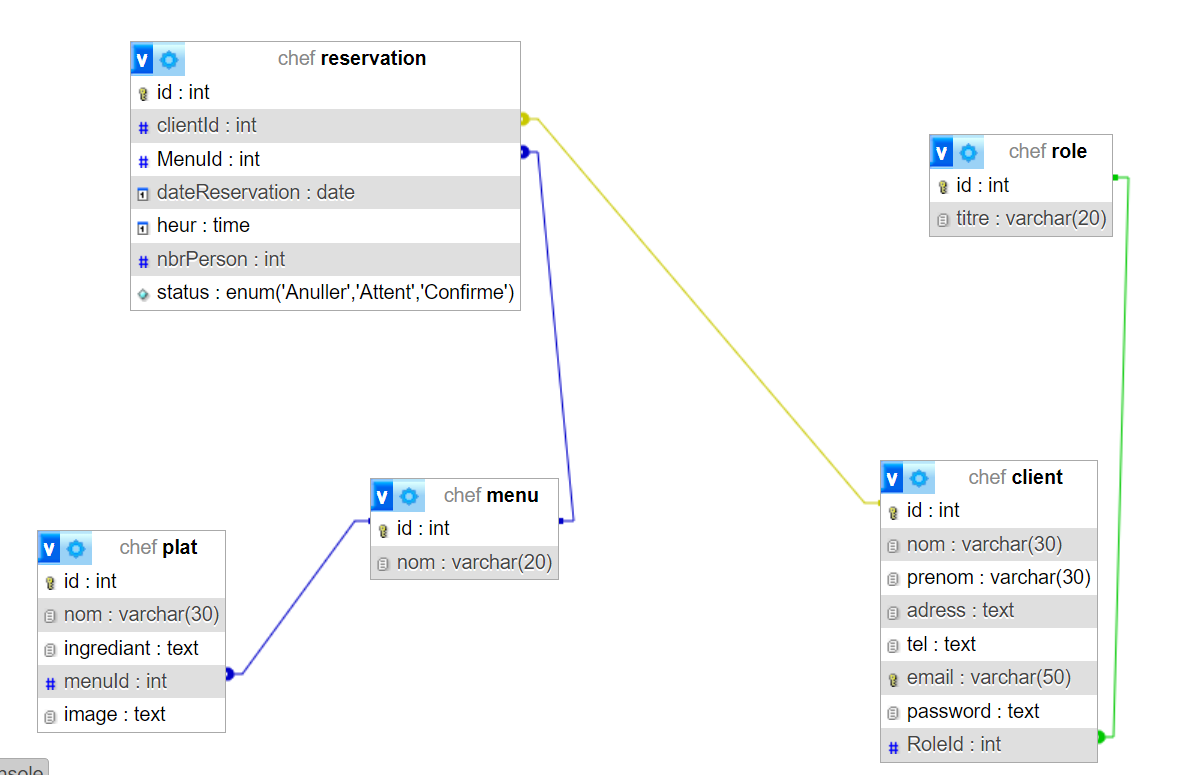 v chef reservation
id : int
# clientId : int
# MenuId : int
dateReservation : date
heur : time
# nbrPerson : int
status : enum('Anuller','Attent','Confirme')
v chef role
id : int
titre : varchar(20)
v chef menu
id : int
nom : varchar(20)
v chef plat
id : int
nom : varchar(30)
ingrediant : text
# menuId : int
image : text
v chef client
id : int
nom : varchar(30)
prenom : varchar(30)
adress : text
tel : text
email : varchar(50)
password : text
# RoleId : int